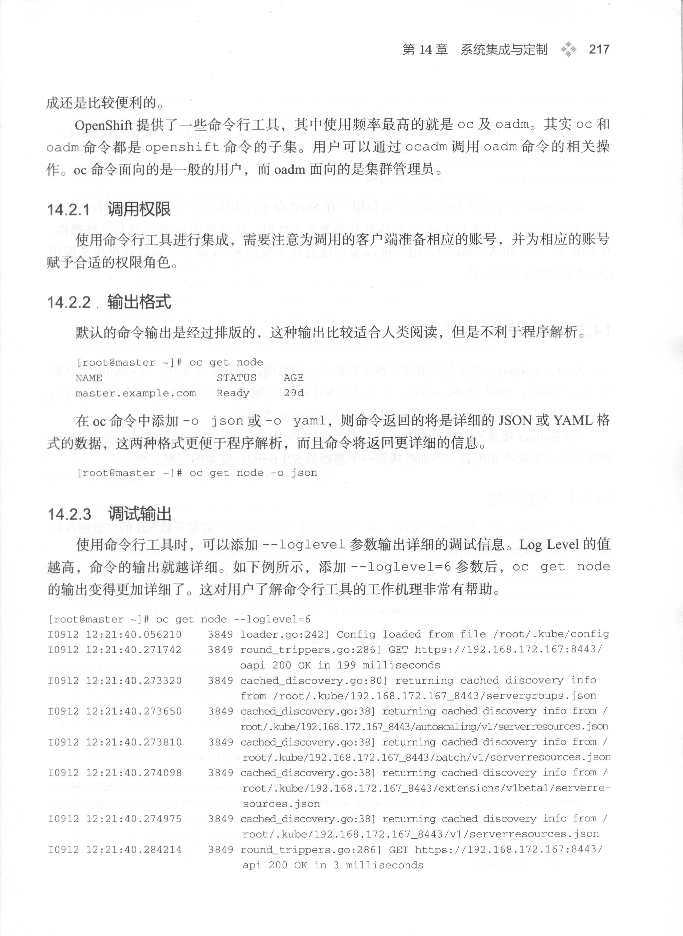 第 14 章 系统集成与定制 217
成还是比较便利的。
OpenShift 提供了一些命令行工具，其中使用频率最高的就是 oc 及 oadm。其实 oc 和
oadm 命令都是 openshift 命令的子集。用户可以通过 ocadm 调用 oadm 命令的相关操
作。oc 命令面向的是一般的用户，而 oadm 面向的是集群管理员。
14.2.1 调用权限
使用命令行工具进行集成，需要注意为调用的客户端准备相应的账号，并为相应的账号
赋予合适的权限角色。
14.2.2 输出格式
默认的命令输出是经过排版的，这种输出比较适合人类阅读，但是不利于程序解析。
[root@master ~]# oc get node
NAME STATUS AGE
master.example.com Ready 29d
在 oc 命令中添加 -o json 或 -o yaml，则命令返回的将是详细的 JSON 或 YAML 格
式的数据，这两种格式更便于程序解析，而且命令将返回更详细的信息。
[root@master ~]# oc get node -o json
14.2.3 调试输出
使用命令行工具时，可以添加 --loglevel 参数输出详细的调试信息。Log Level 的值
越高，命令的输出就越详细。如下例所示，添加 --loglevel=6 参数后，oc get node
的输出变得更加详细了。这对用户了解命令行工具的工作机理非常有帮助。
[root@master ~]# oc get node --loglevel=6
I0912 12:21:40.056210 3849 loader.go:242] Config loaded from file /root/.kube/config
I0912 12:21:40.271742 3849 round_trippers.go:286] GET https://192.168.172.167:8443/
oapi 200 OK in 199 milliseconds
I0912 12:21:40.273320 3849 cached_discovery.go:80] returning cached discovery info
from /root/.kube/192.168.172.167_8443/servergroups.json
I0912 12:21:40.273650 3849 cached_discovery.go:38] returning cached discovery info from /
root/.kube/192.168.172.167_8443/autoscaling/v1/serverresources.json
I0912 12:21:40.273810 3849 cached_discovery.go:38] returning cached discovery info from /
root/.kube/192.168.172.167_8443/batch/v1/serverresources.json
I0912 12:21:40.274098 3849 cached_discovery.go:38] returning cached discovery info from /
root/.kube/192.168.172.167_8443/extensions/v1beta1/serverre-
sources.json
I0912 12:21:40.274975 3849 cached_discovery.go:38] returning cached discovery info from /
root/.kube/192.168.172.167_8443/v1/serverresources.json
I0912 12:21:40.284214 3849 round_trippers.go:286] GET https://192.168.172.167:8443/
api 200 OK in 3 milliseconds